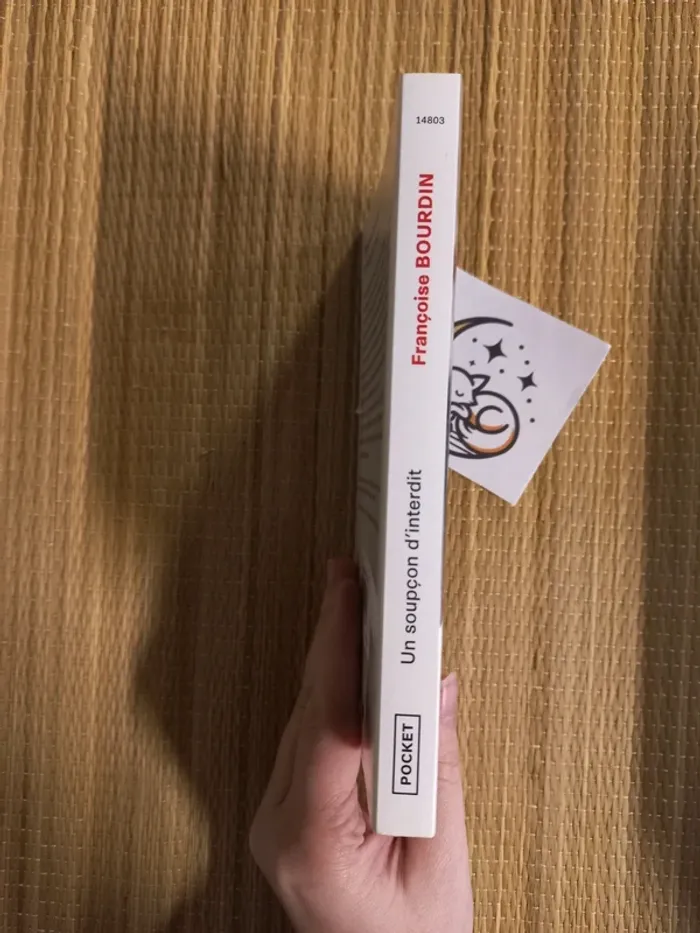 14803
Françoise BOURDIN
Un soupçon d'interdit
POCKET